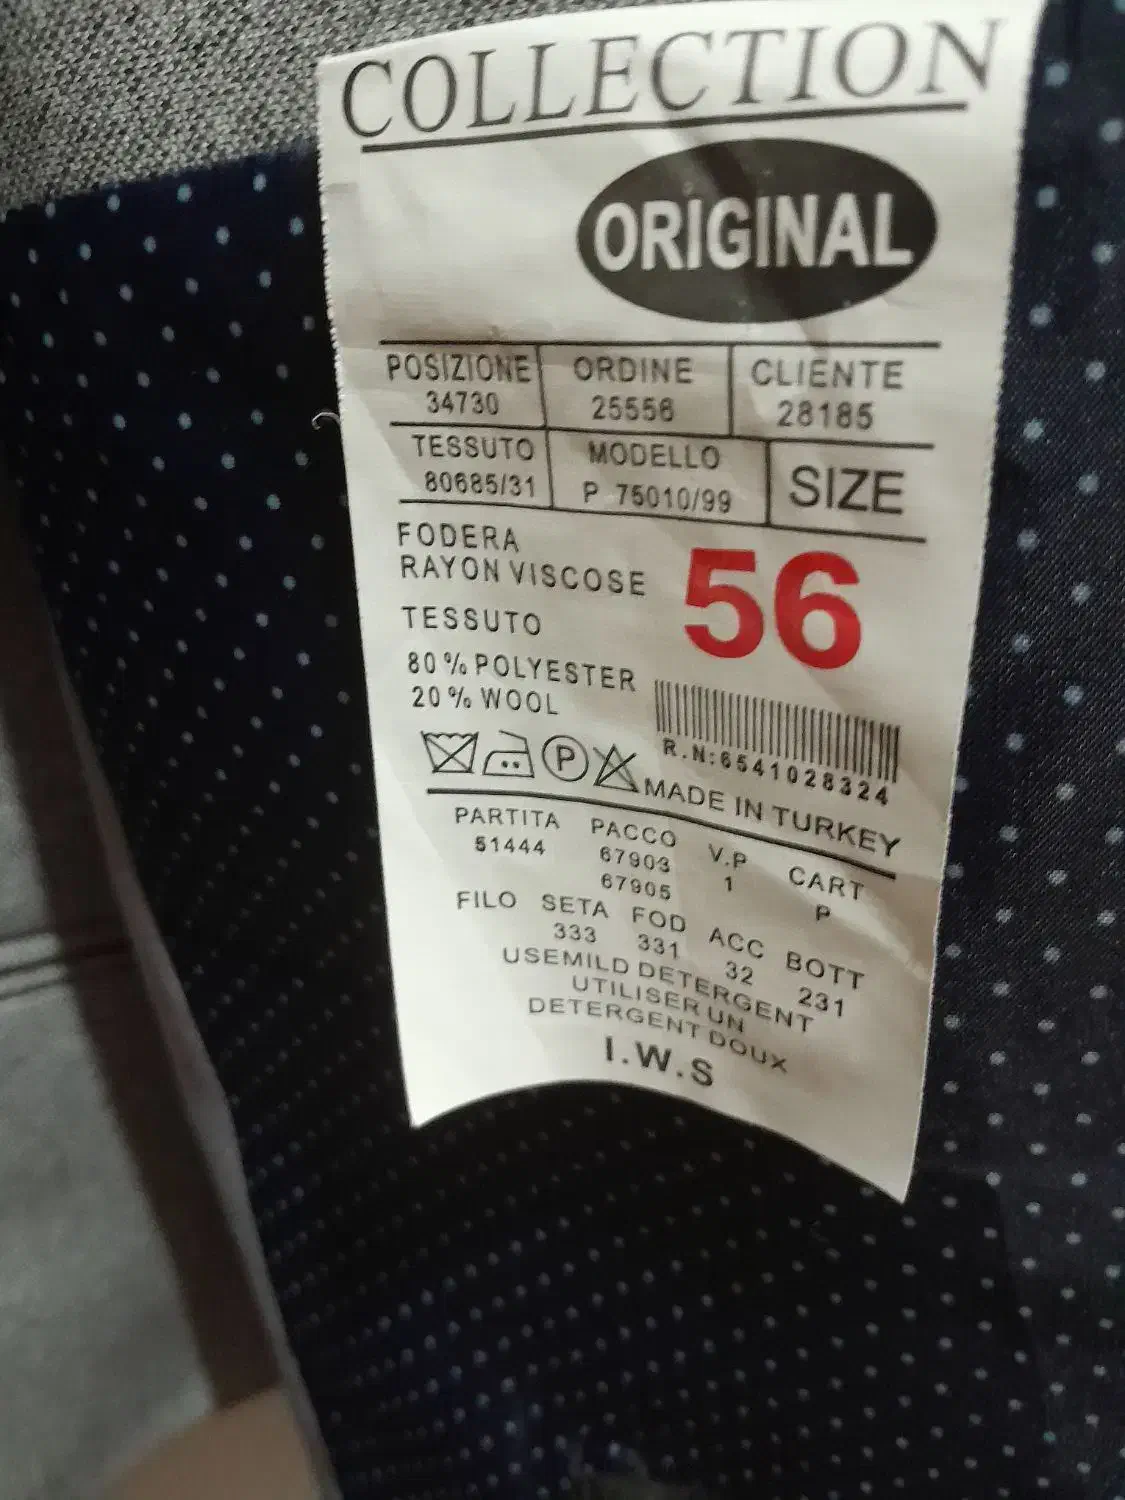 COLLECTION
ORIGINAL
POSIZIONE ORDINE CLIENTE
34730 25556 28185
TESSUTO MODELLO SIZE
80685/31 P 75010/99
FODERA
RAYON VISCOSE
56
TESSUTO
80% POLYESTER
20% WOOL
R.N:6541028324
P
MADE IN TURKEY
PARTITA PACCO V.P CART
51444 67903 1 P
67905
FILO SETA FOD ACC BOTT
333 331 32 231
USEMILD DETERGENT
UTILISER UN
DETERGENT DOUX
I.W.S